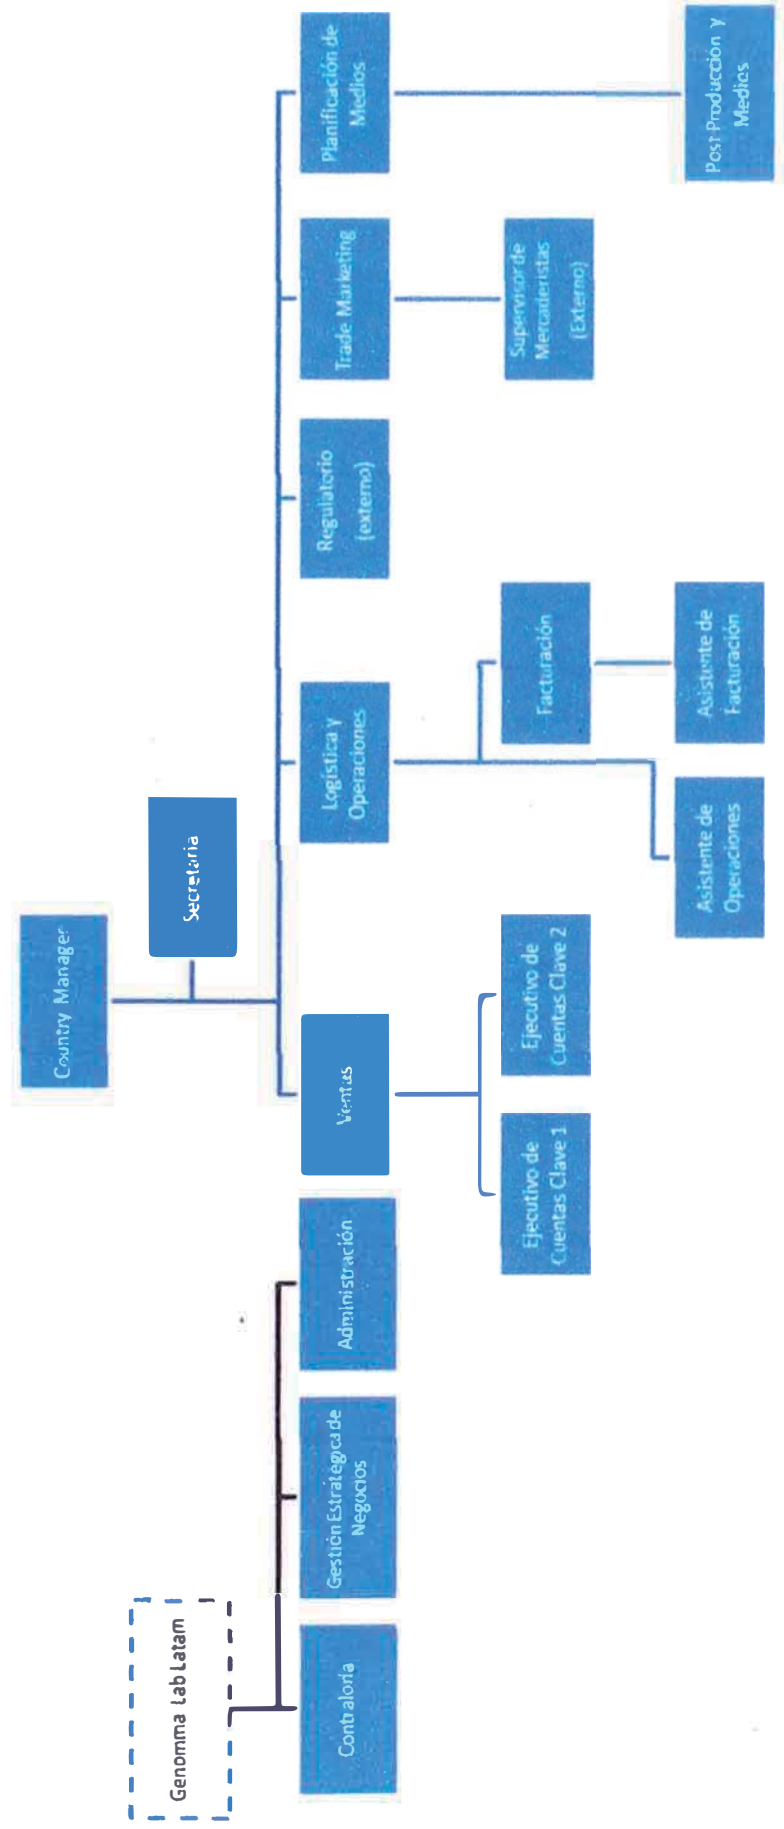 Country Manager
Secretaria
Genomma Lab Latam
Contraloría
Gestión Estratégica de
Negocios
Administración
Ventas
Logística y
Operaciones
Regulatorio
(externo)
Trade Marketing
Planificación de
Medios
Ejecutivo de
Cuentas Clave 1
Ejecutivo de
Cuentas Clave 2
Facturación
Supervisor de
Mercaderistas
(Externo)
Asistente de
Operaciones
Asistente de
Facturación
Post Producción y
Medios